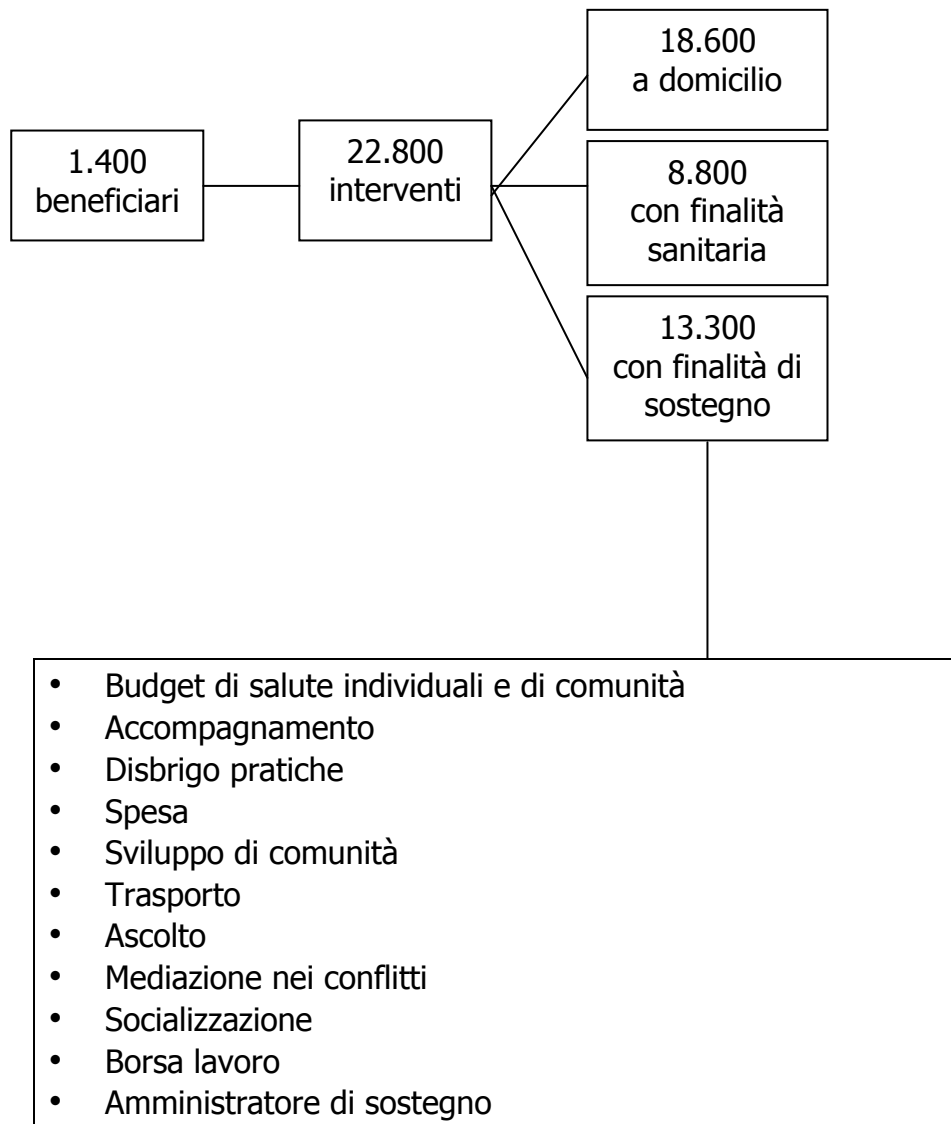 1.400
beneficiari
22.800
interventi
18.600
a domicilio
8.800
con finalità
sanitaria
13.300
con finalità di
sostegno
• Budget di salute individuali e di comunità
• Accompagnamento
• Disbrigo pratiche
• Spesa
• Sviluppo di comunità
• Trasporto
• Ascolto
• Mediazione nei conflitti
• Socializzazione
• Borsa lavoro
• Amministratore di sostegno